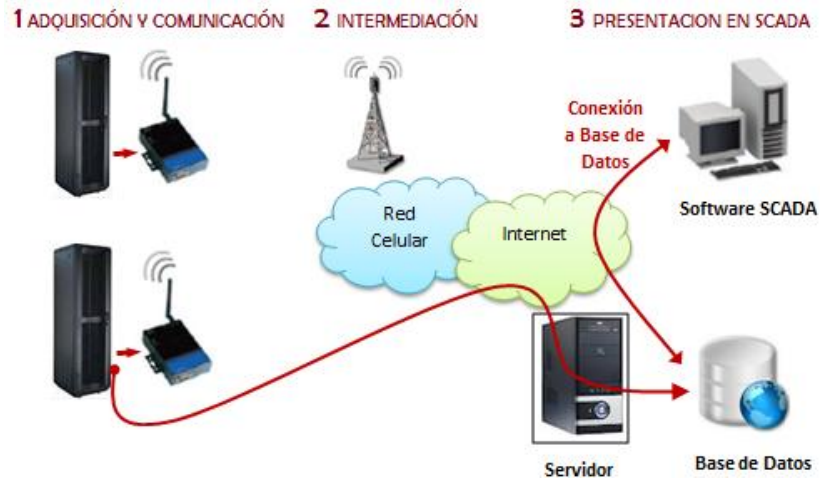 1 ADQUISICIÓN Y COMUNICACIÓN
2 INTERMEDIACIÓN
3 PRESENTACION EN SCADA
Conexión
a Base de
Datos
Software SCADA
Red
Celular
Internet
Servidor
Base de Datos